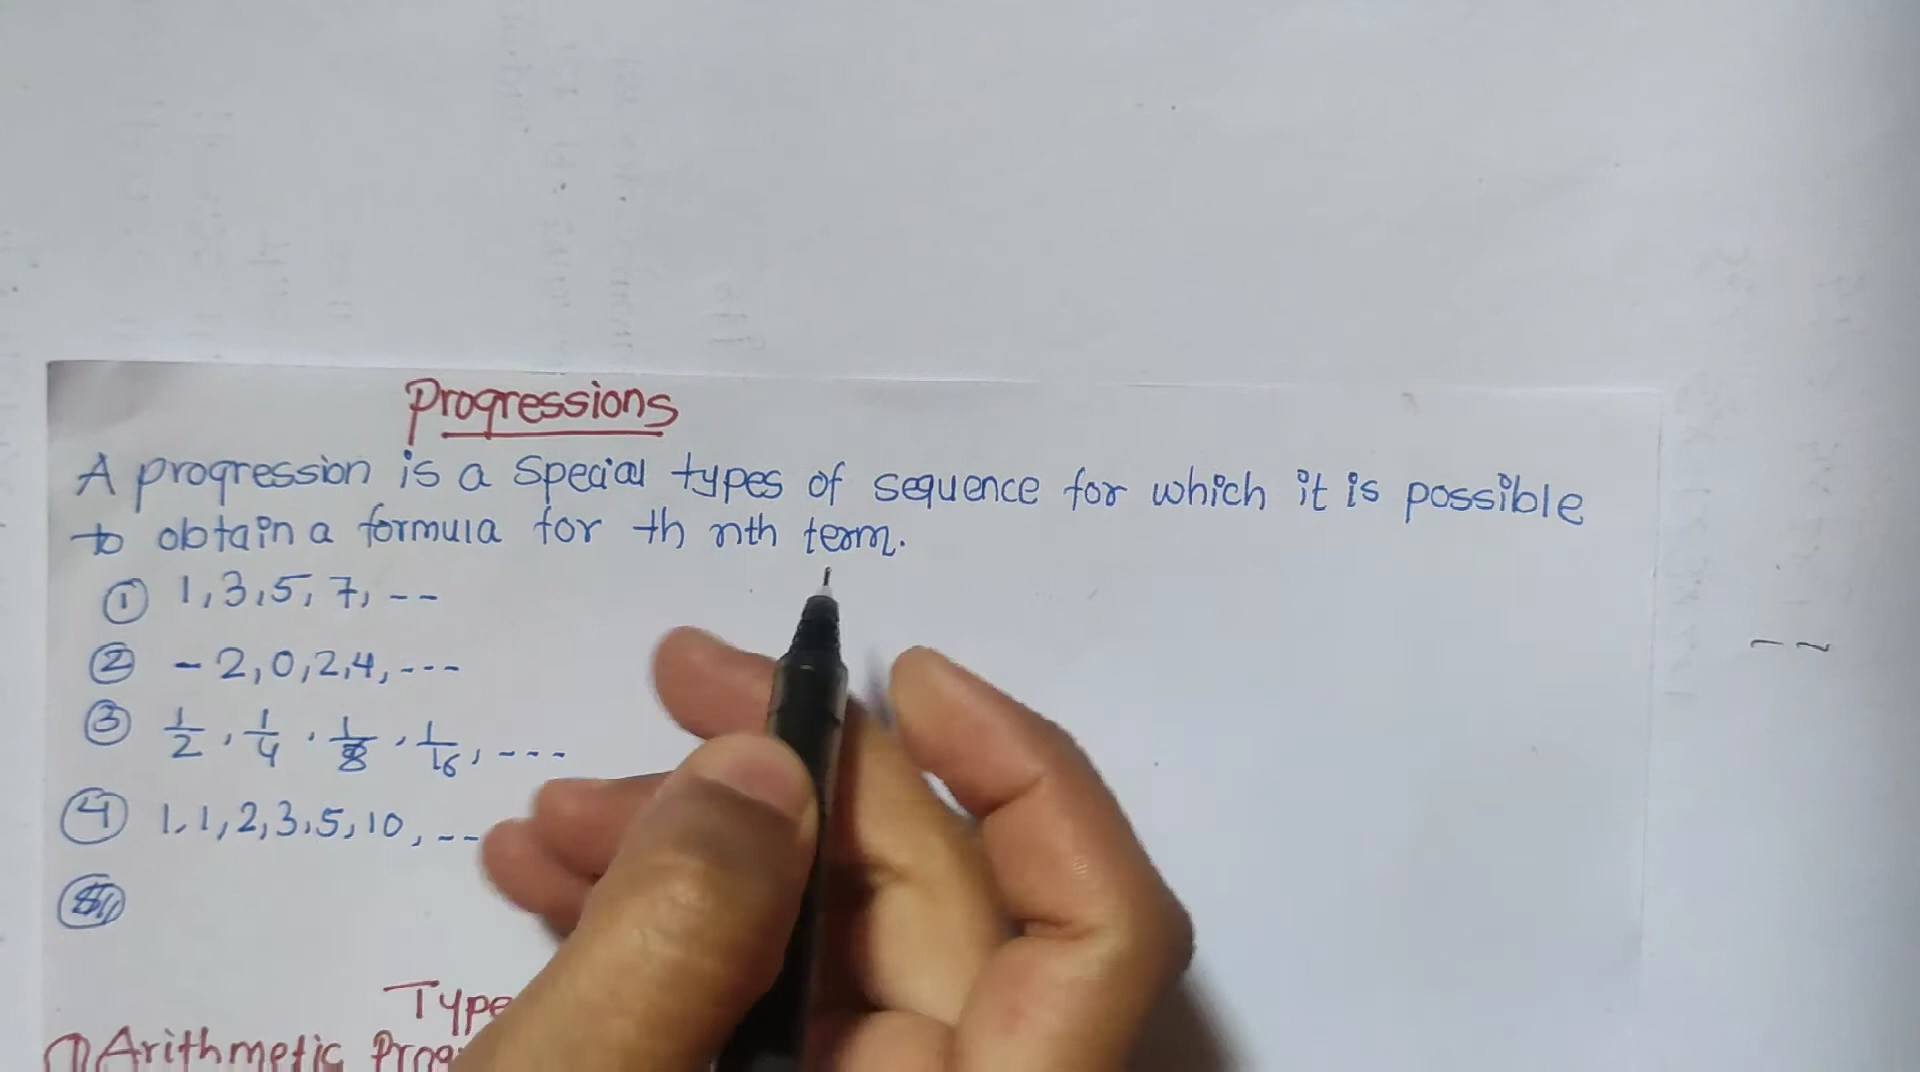 Progressions
A progression is a special types of sequence for which it is possible
to obtain a formula for th nth term.
① 1, 3, 5, 7, --
② -2, 0, 2, 4, ---
③ 1/2, 1/4, 1/8, 1/16, ----
④ 1, 1, 2, 3, 5, 10, --
Type
① Arithmetic Prog